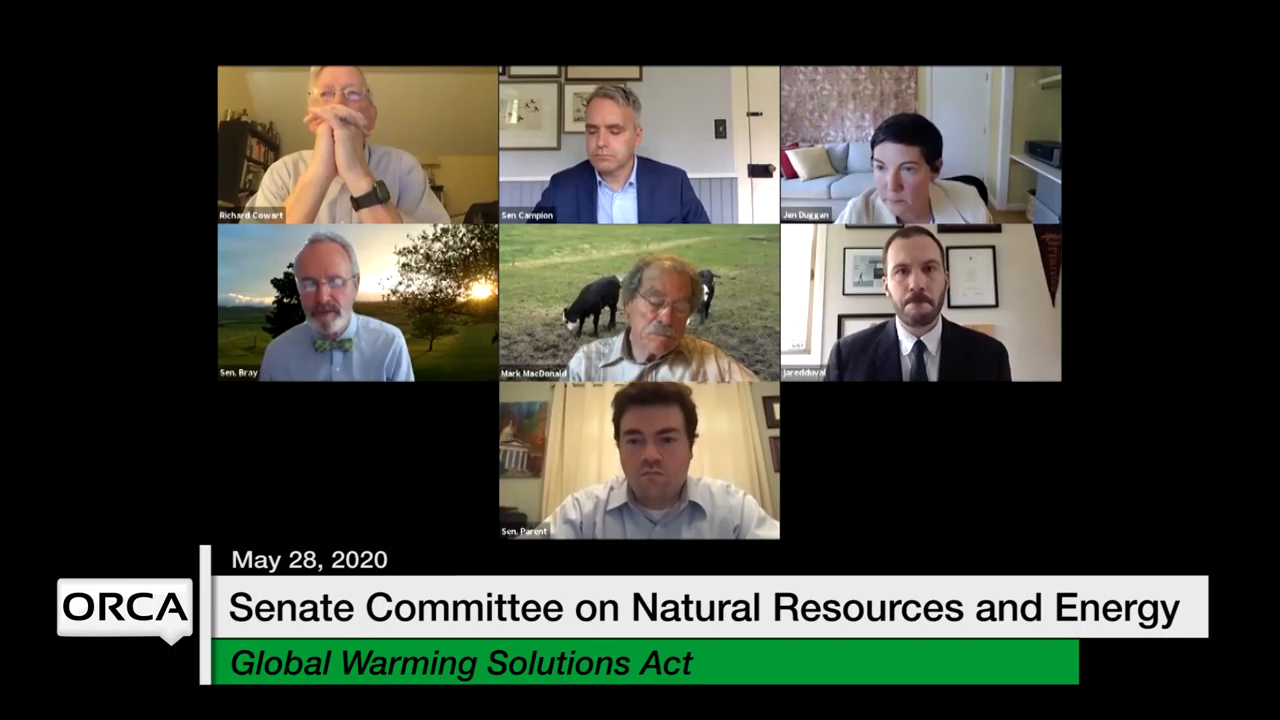 Richard Cowart
Sen Campion
Jen Duggan
Sen. Bray
Mark MacDonald
jaredduval
Sen. Parent
May 28, 2020
ORCA
Senate Committee on Natural Resources and Energy
Global Warming Solutions Act